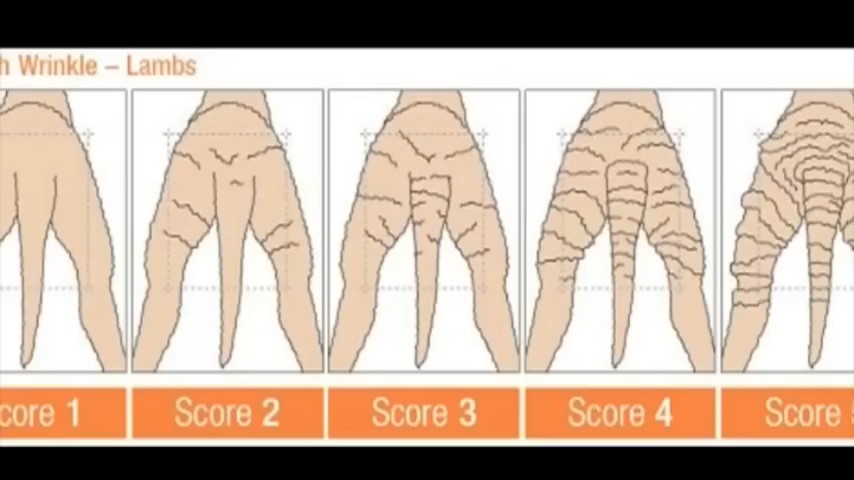 h Wrinkle – Lambs
core 1
Score 2
Score 3
Score 4
Score